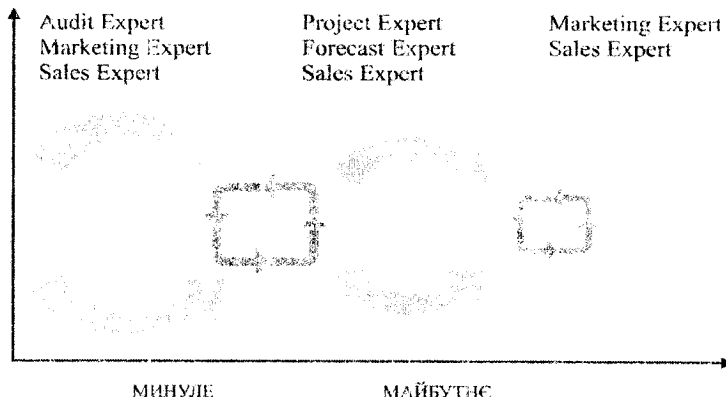 Audit Expert
Marketing Expert
Sales Expert
Project Expert
Forecast Expert
Sales Expert
Marketing Expert
Sales Expert
МИНУЛЕ
МАЙБУТНЄ